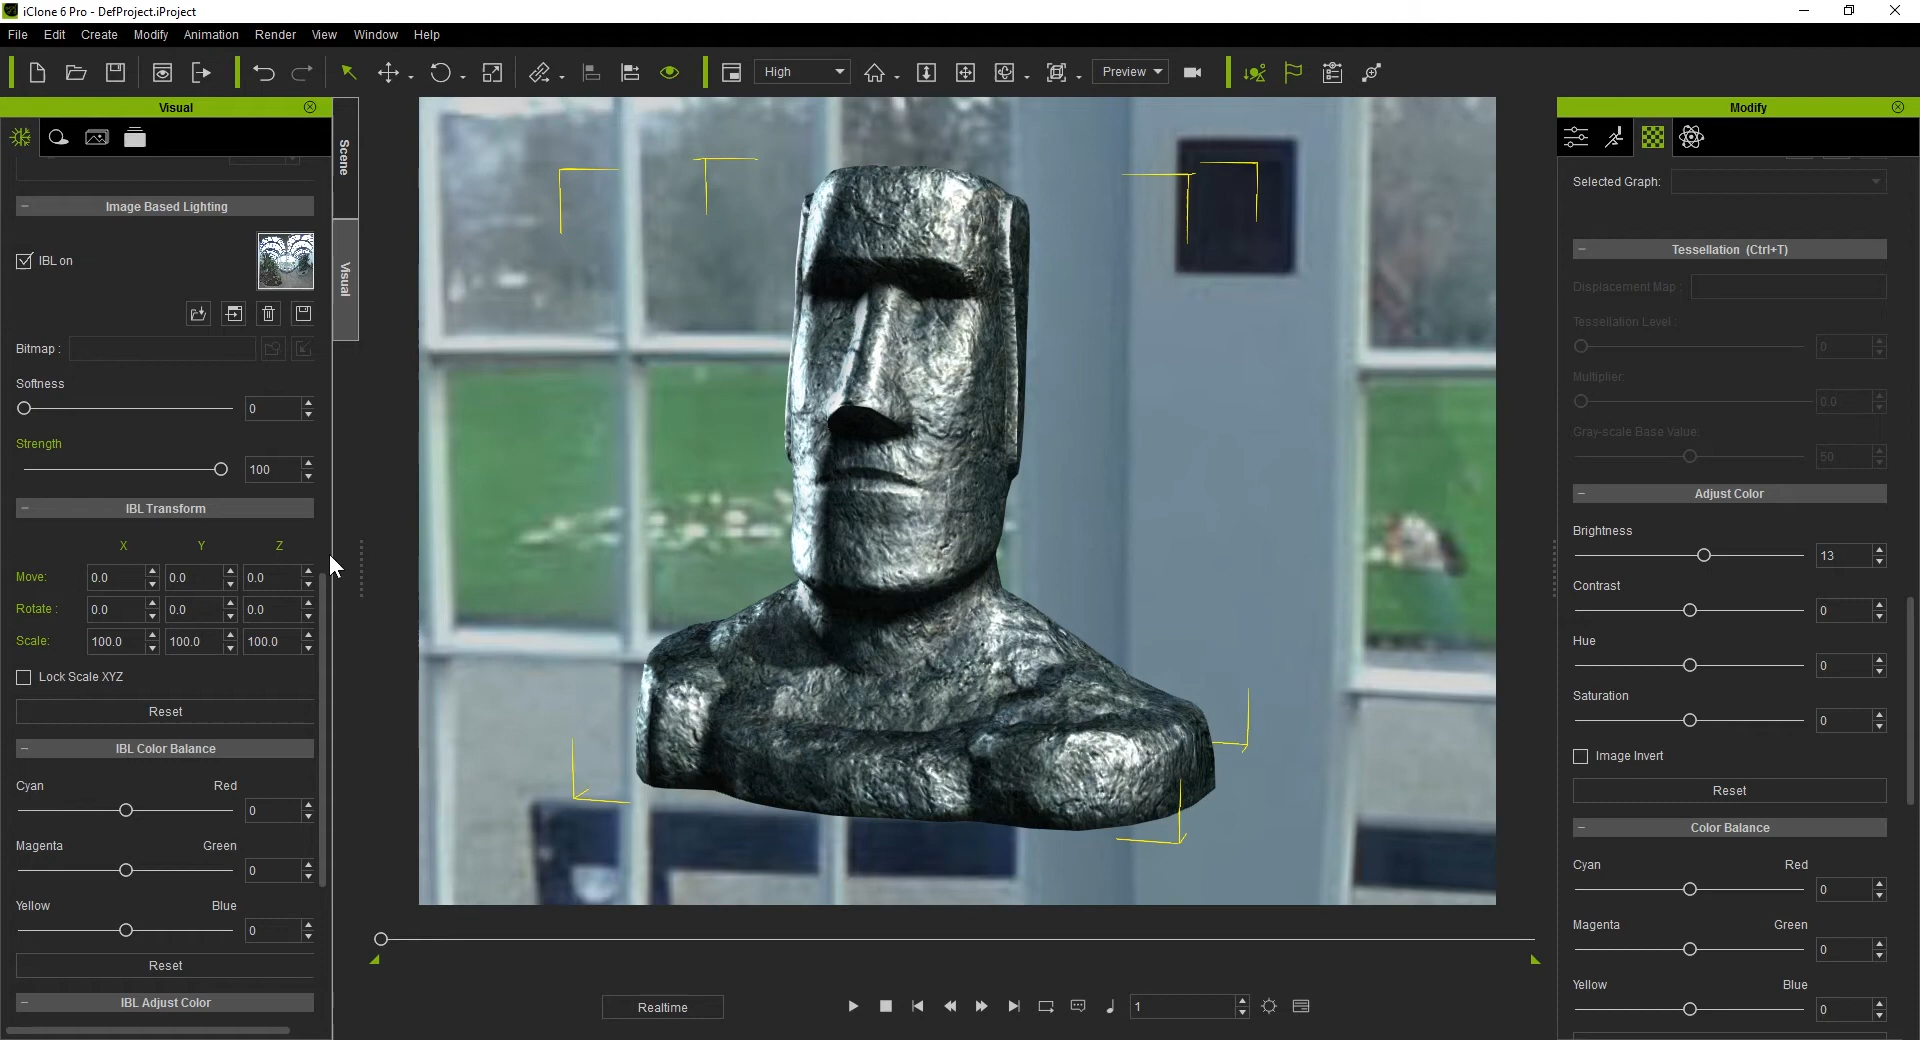 iClone 6 Pro - DefProject.iProject
File Edit Create Modify Animation Render View Window Help
High
Preview
Visual
Scene
Visual
Image Based Lighting
IBL on
Bitmap :
Softness
0
Strength
100
IBL Transform
X Y Z
Move: 0.0 0.0 0.0
Rotate : 0.0 0.0 0.0
Scale: 100.0 100.0 100.0
Lock Scale XYZ
Reset
IBL Color Balance
Cyan Red
0
Magenta Green
0
Yellow Blue
0
Reset
IBL Adjust Color
Realtime
1
Modify
Selected Graph:
Tessellation (Ctrl+T)
Displacement Map :
Tessellation Level :
0
Multiplier:
0.0
Gray-scale Base Value:
50
Adjust Color
Brightness
13
Contrast
0
Hue
0
Saturation
0
Image Invert
Reset
Color Balance
Cyan Red
0
Magenta Green
0
Yellow Blue
0